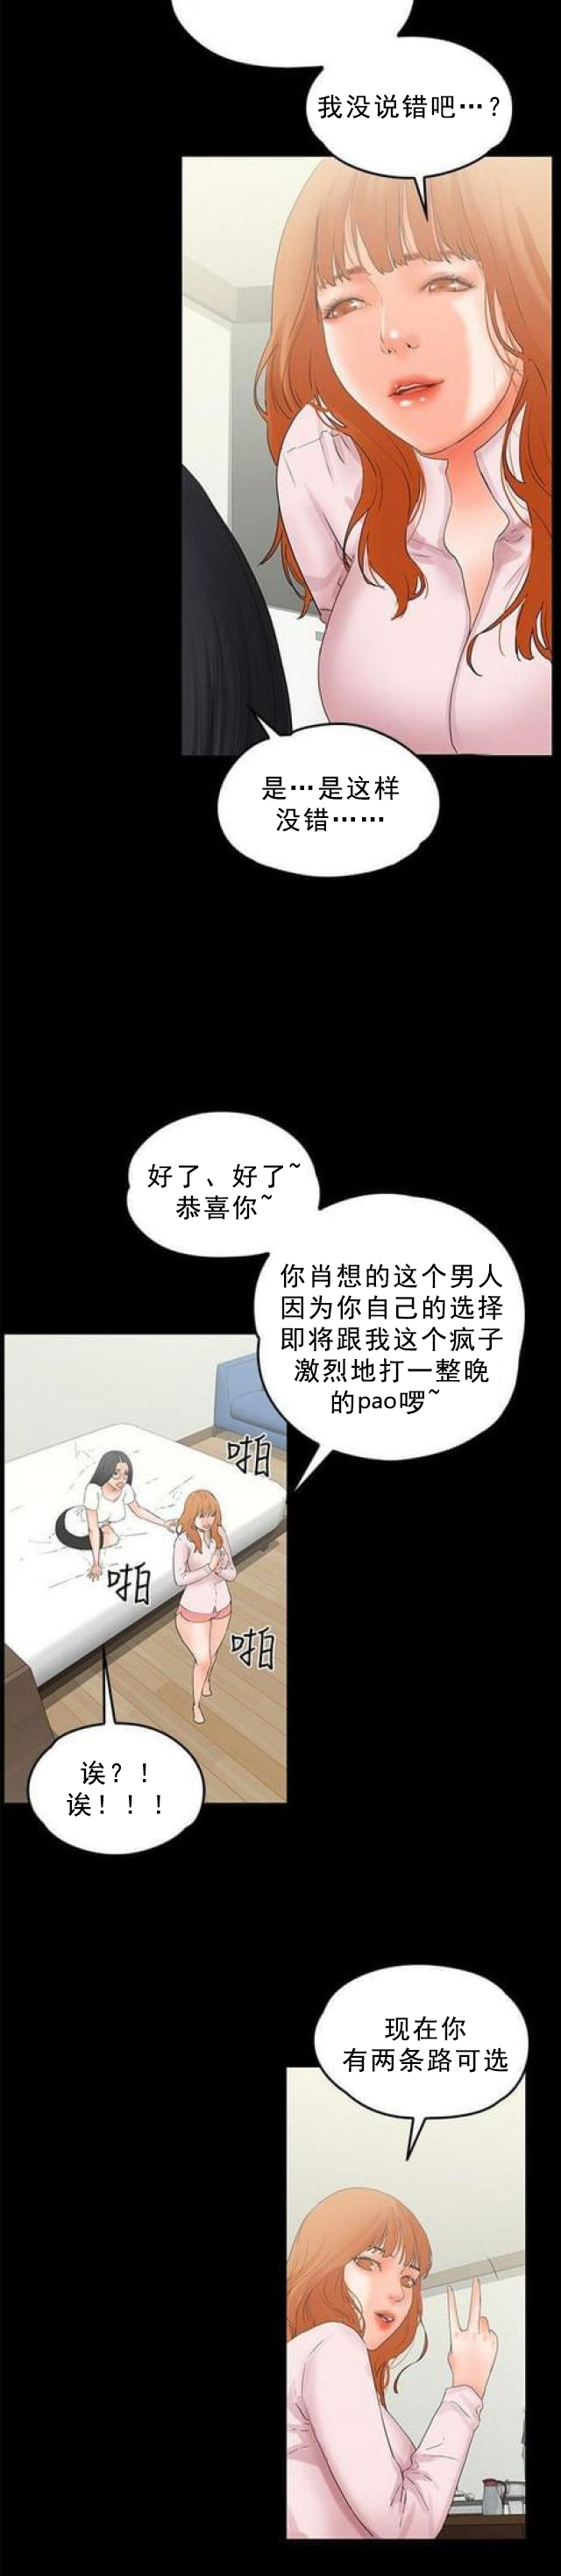 我没说错吧…？
是…是这样
没错……
好了、好了~
恭喜你~
你肖想的这个男人
因为你自己的选择
即将跟我这个疯子
激烈地打一整晚
的pao啰~
啪
啪
啪
诶？！
诶！！！
现在你
有两条路可选